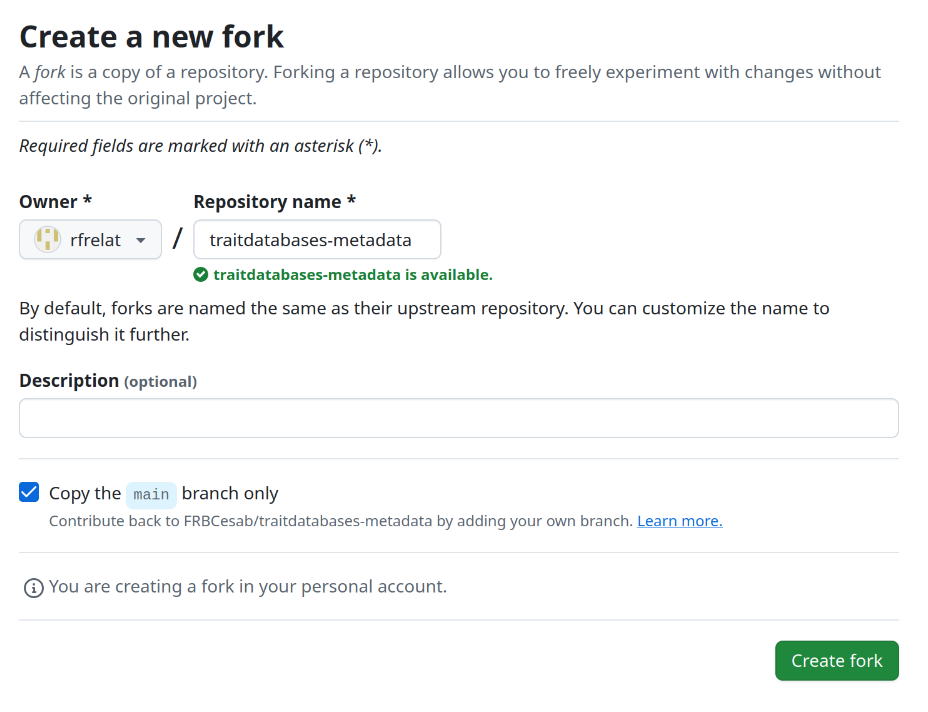 Create a new fork
A fork is a copy of a repository. Forking a repository allows you to freely experiment with changes without
affecting the original project.
Required fields are marked with an asterisk (*).
Owner * Repository name *
rfrelat / traitdatabases-metadata
traitdatabases-metadata is available.
By default, forks are named the same as their upstream repository. You can customize the name to
distinguish it further.
Description (optional)
Copy the main branch only
Contribute back to FRBCesab/traitdatabases-metadata by adding your own branch. Learn more.
You are creating a fork in your personal account.
Create fork